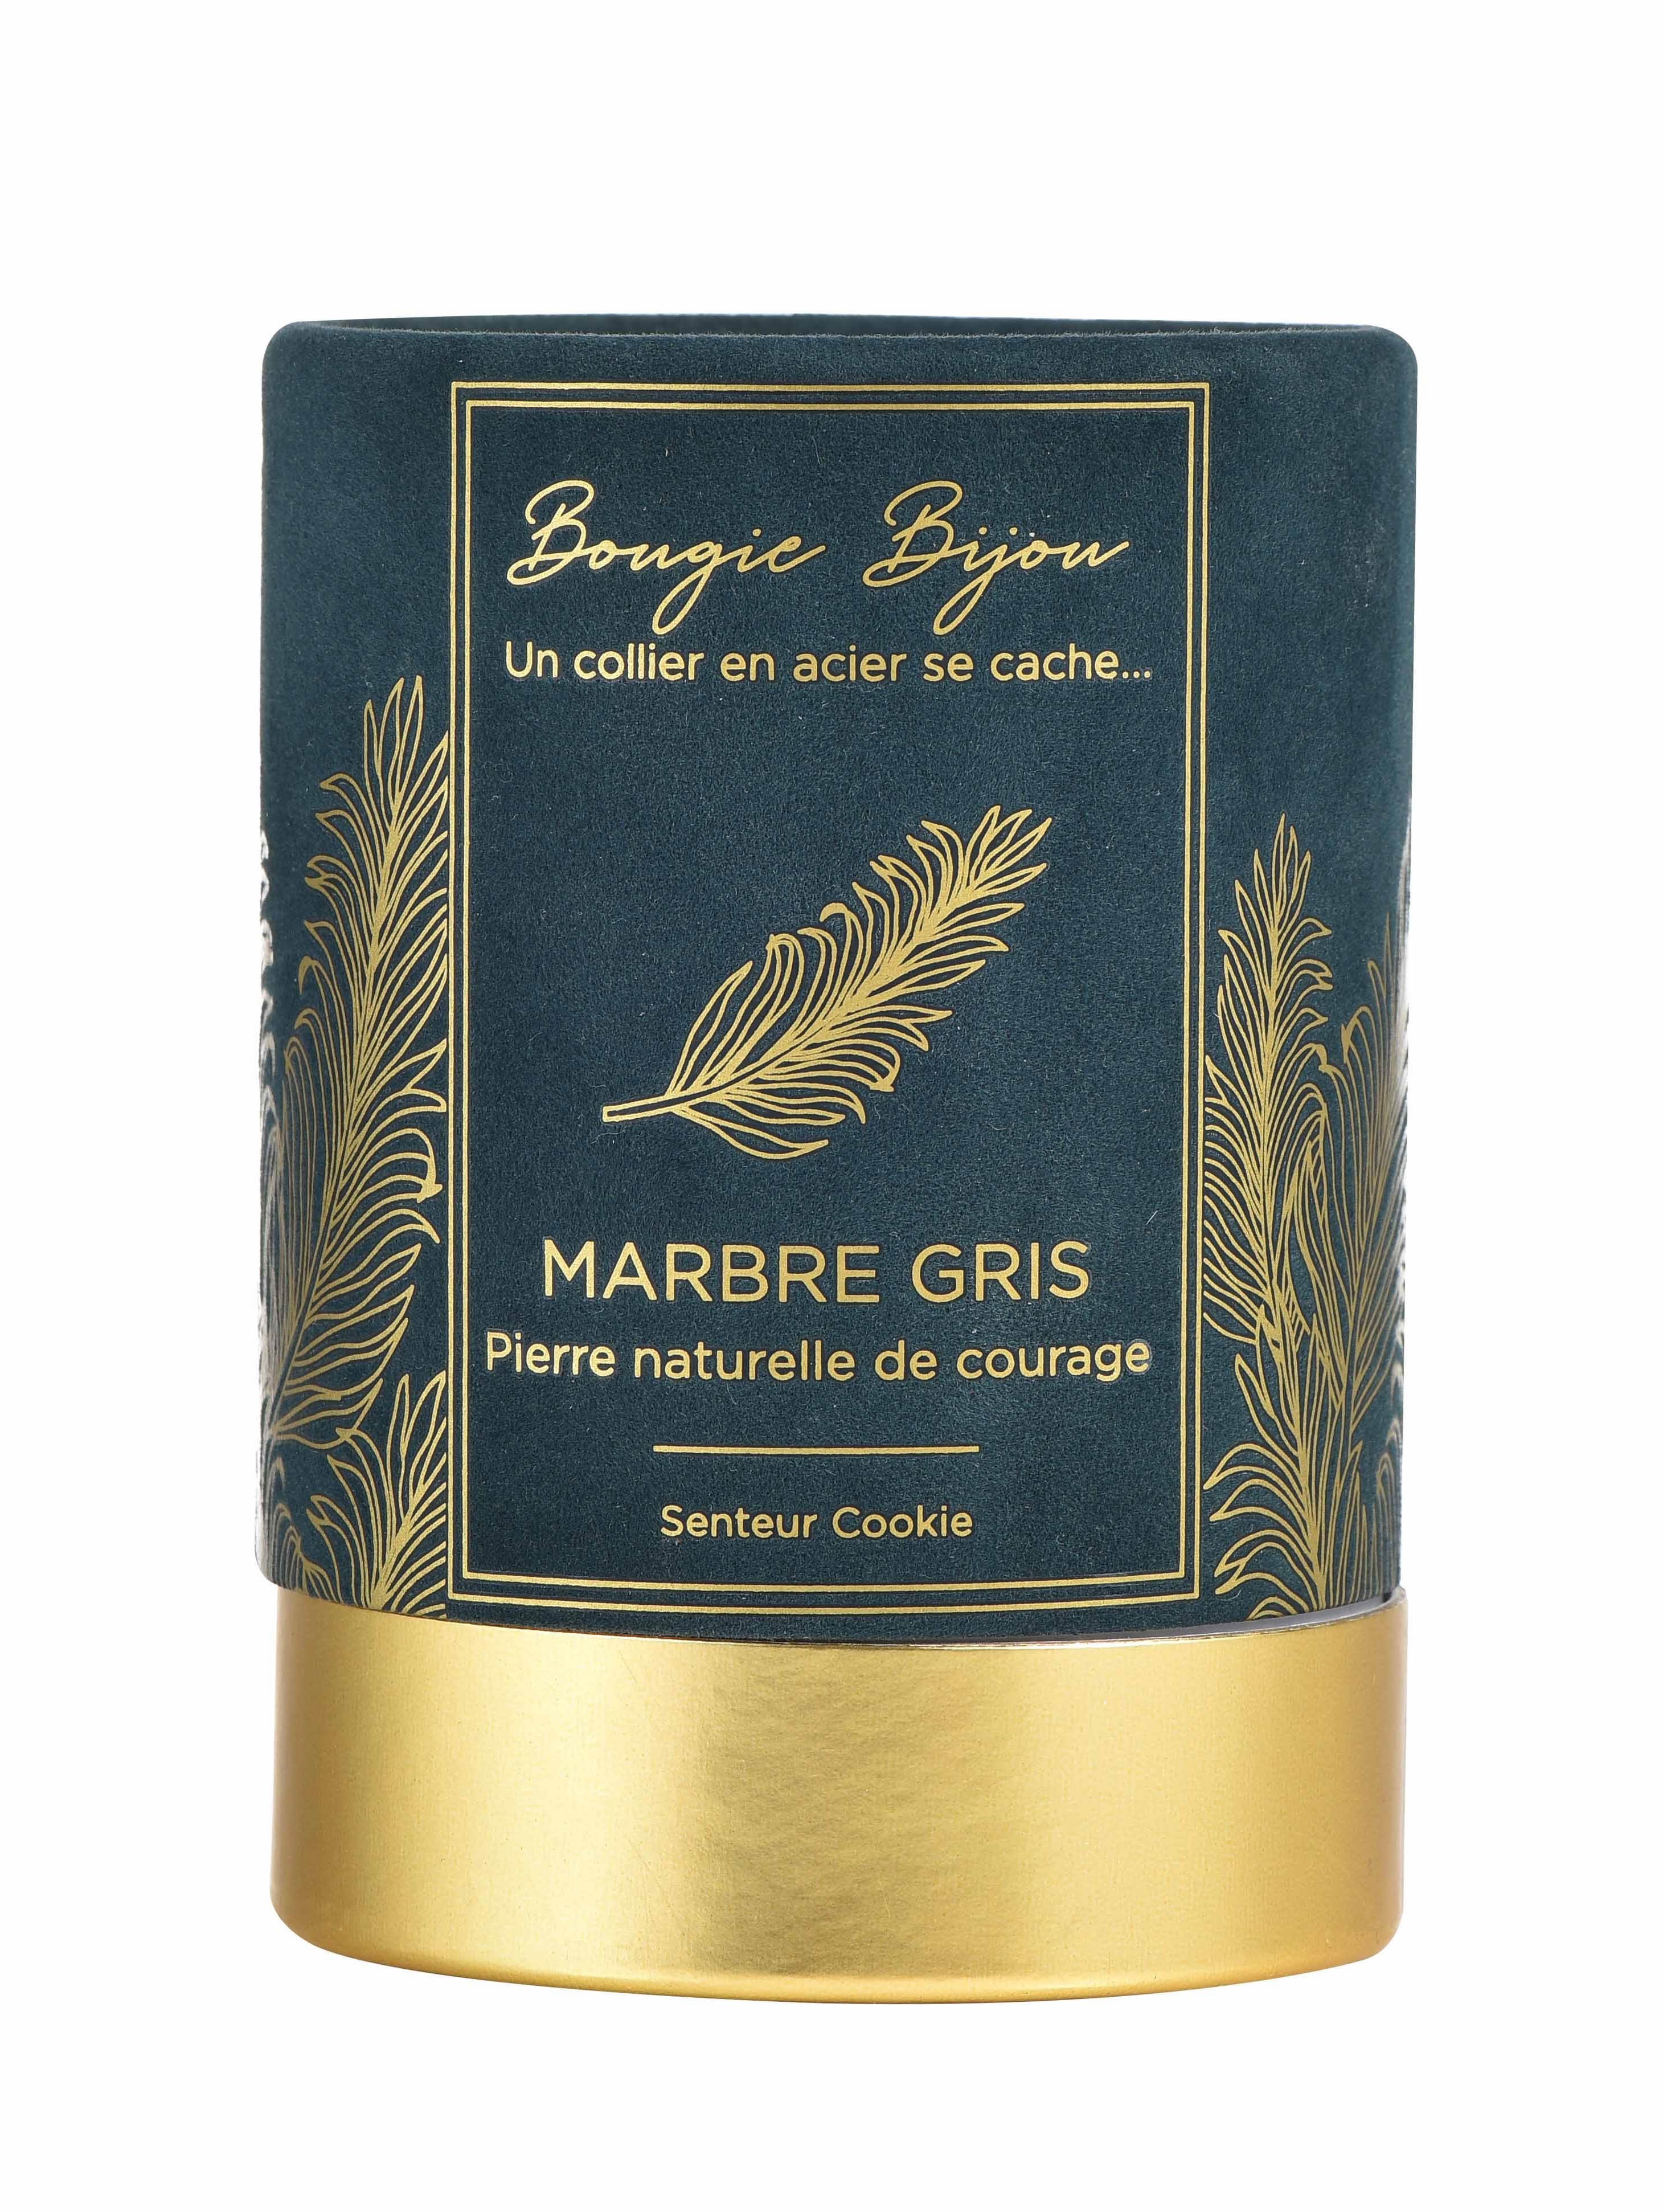 Bougie Bijou
Un collier en acier se cache...
MARBRE GRIS
Pierre naturelle de courage
Senteur Cookie